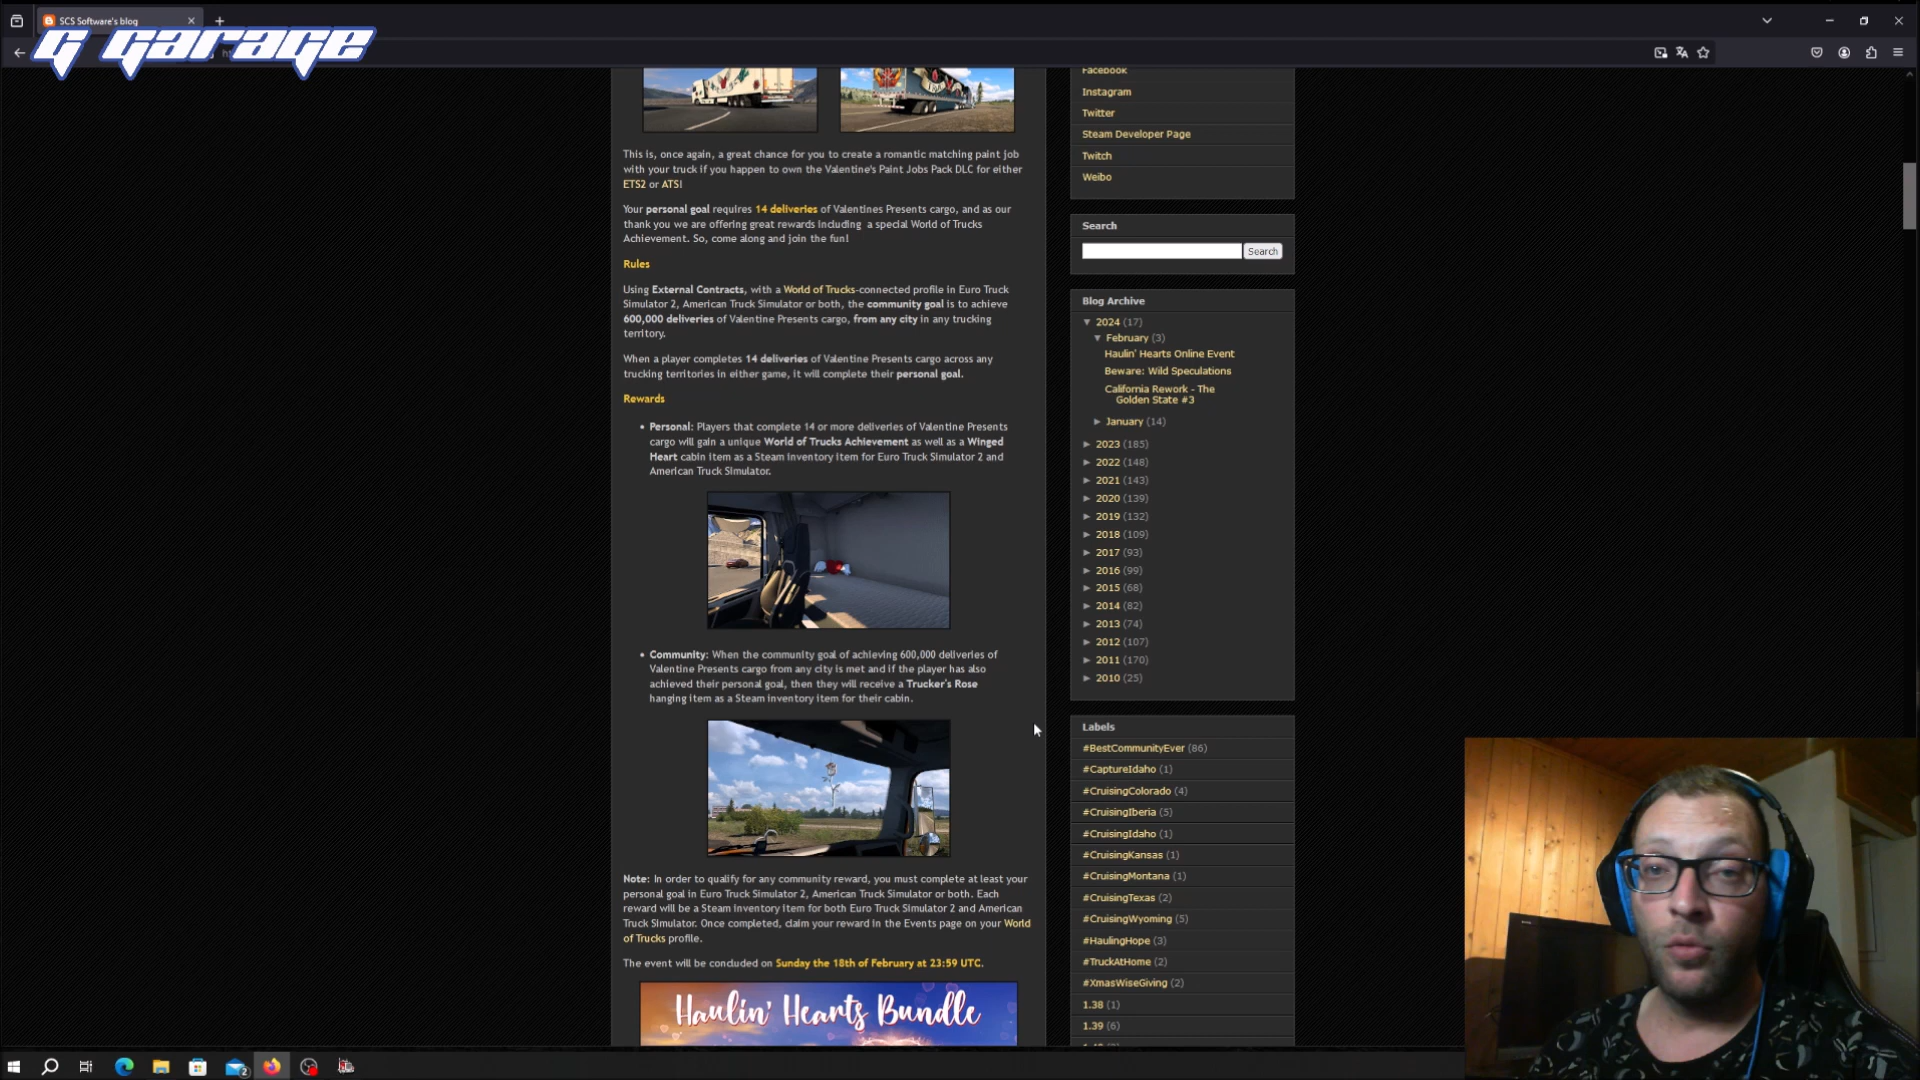 SCS Software's blog
G GARAGE
Facebook
Instagram
Twitter
Steam Developer Page
Twitch
Weibo
This is, once again, a great chance for you to create a romantic matching paint job
with your truck if you happen to own the Valentine's Paint Jobs Pack DLC for either
ETS2 or ATS!
Your personal goal requires 14 deliveries of Valentines Presents cargo, and as our
thank you we are offering great rewards including a special World of Trucks
Achievement. So, come along and join the fun!
Rules
Using External Contracts, with a World of Trucks-connected profile in Euro Truck
Simulator 2, American Truck Simulator or both, the community goal is to achieve
600,000 deliveries of Valentine Presents cargo, from any city in any trucking
territory.
When a player completes 14 deliveries of Valentine Presents cargo across any
trucking territories in either game, it will complete their personal goal.
Rewards
• Personal: Players that complete 14 or more deliveries of Valentine Presents
cargo will gain a unique World of Trucks Achievement as well as a Winged
Heart cabin item as a Steam inventory item for Euro Truck Simulator 2 and
American Truck Simulator.
• Community: When the community goal of achieving 600,000 deliveries of
Valentine Presents cargo from any city is met and if the player has also
achieved their personal goal, then they will receive a Trucker's Rose
hanging item as a Steam inventory item for their cabin.
Note: In order to qualify for any community reward, you must complete at least your
personal goal in Euro Truck Simulator 2, American Truck Simulator or both. Each
reward will be a Steam Inventory Item for both Euro Truck Simulator 2 and American
Truck Simulator. Once completed, claim your reward in the Events page on your World
of Trucks profile.
The event will be concluded on Sunday the 18th of February at 23:59 UTC.
Haulin' Hearts Bundle
Search
Search
Blog Archive
▼ 2024 (17)
▼ February (3)
Haulin' Hearts Online Event
Beware: Wild Speculations
California Rework - The
Golden State #3
► January (14)
► 2023 (185)
► 2022 (148)
► 2021 (143)
► 2020 (139)
► 2019 (132)
► 2018 (109)
► 2017 (93)
► 2016 (99)
► 2015 (68)
► 2014 (82)
► 2013 (74)
► 2012 (107)
► 2011 (170)
► 2010 (25)
Labels
#BestCommunityEver (86)
#CaptureIdaho (1)
#CruisingColorado (4)
#CruisingIberia (5)
#CruisingIdaho (1)
#CruisingKansas (1)
#CruisingMontana (1)
#CruisingTexas (2)
#CruisingWyoming (5)
#HaulingHope (3)
#TruckAtHome (2)
#XmasWiseGiving (2)
1.38 (1)
1.39 (6)